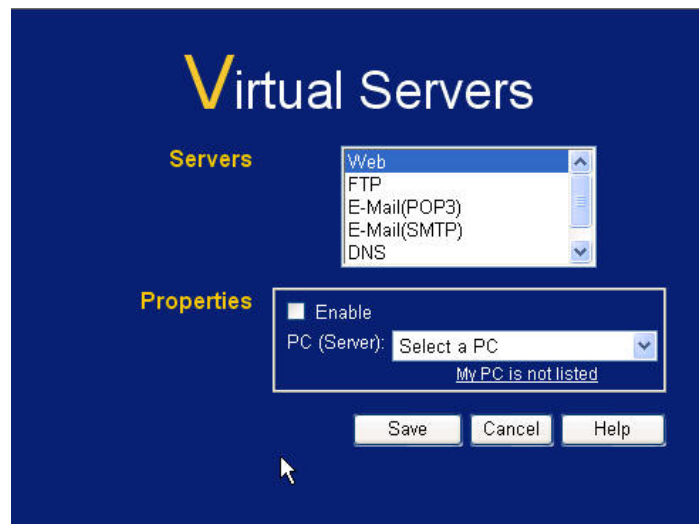 Virtual Servers
Servers
Web
FTP
E-Mail(POP3)
E-Mail(SMTP)
DNS
Properties
Enable
PC (Server): Select a PC
My PC is not listed
Save Cancel Help